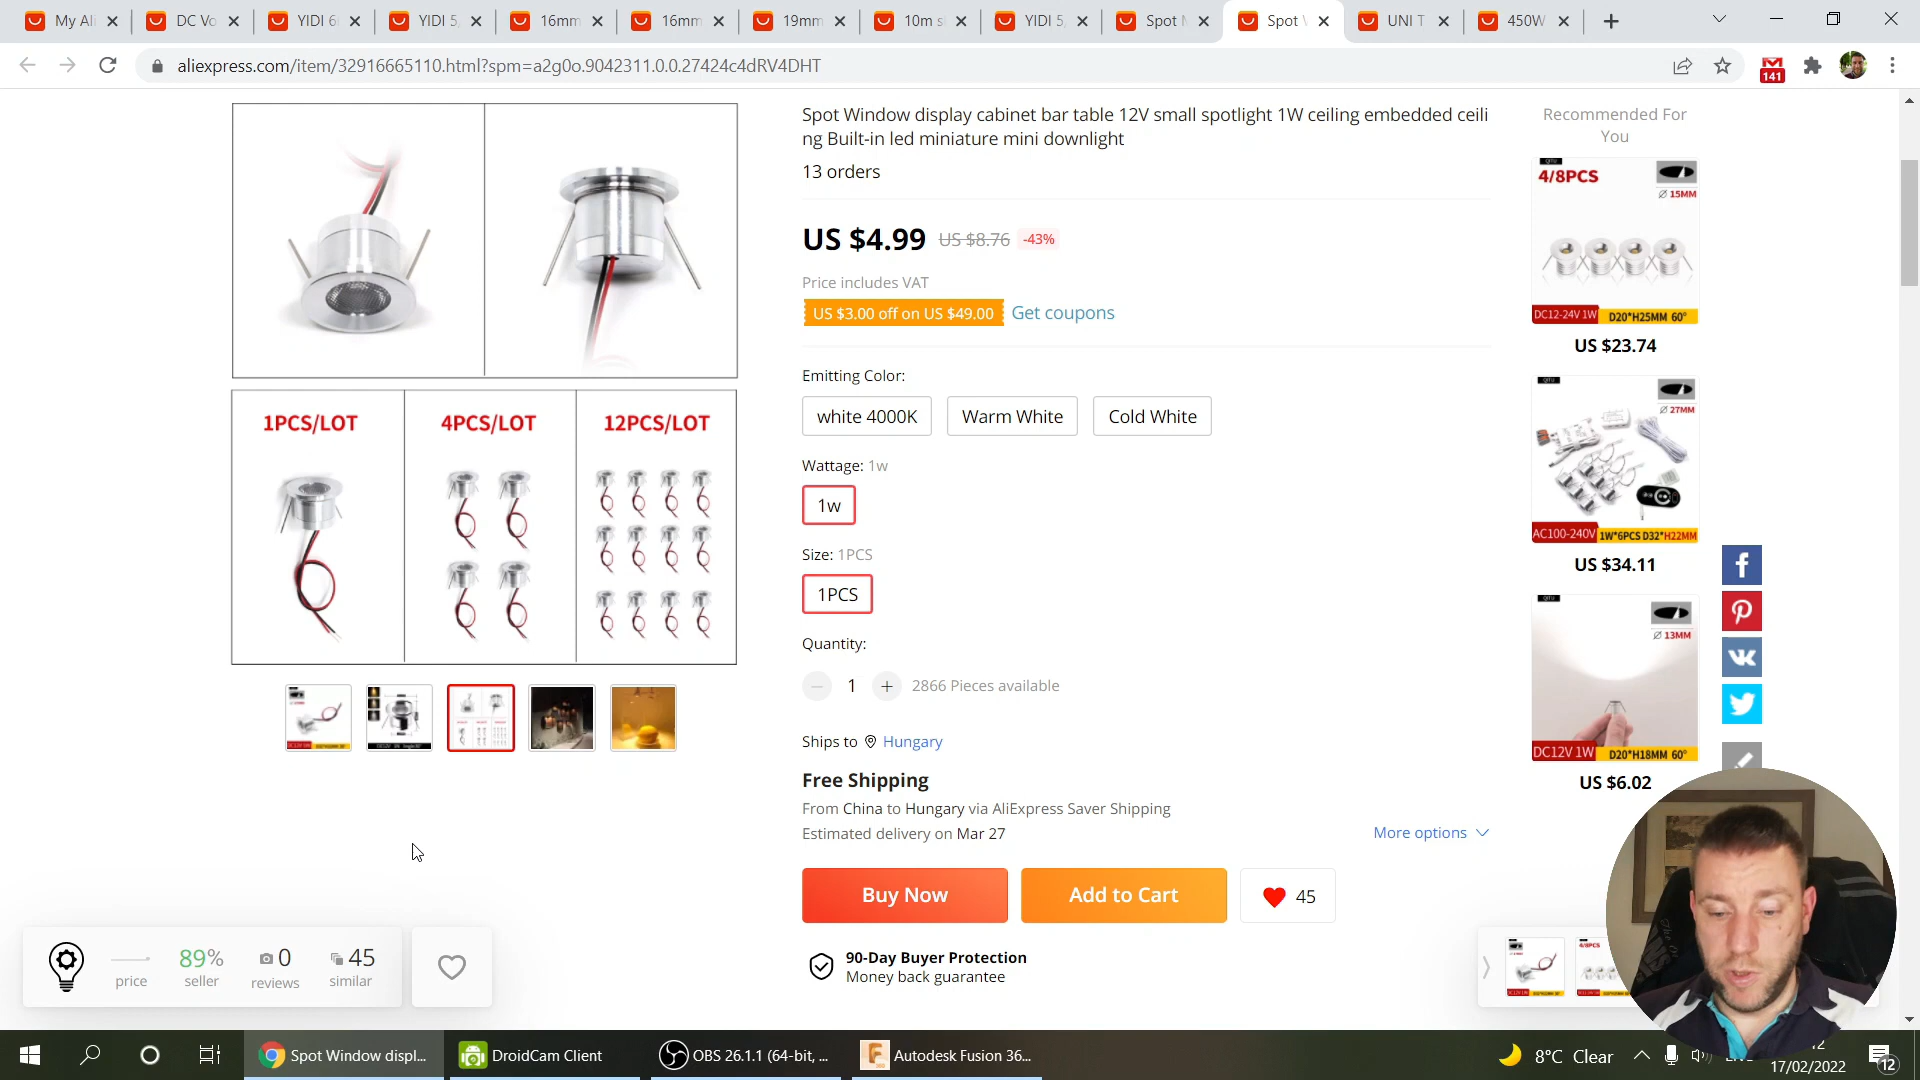 My Ali
DC Vo
YIDI 6
YIDI 5,
16mm
16mm
19mm
10m s
YIDI 5,
Spot
Spot
UNI T
450W
aliexpress.com/item/32916665110.html?spm=a2g0o.9042311.0.0.27424c4dRV4DHT
141
1PCS/LOT
4PCS/LOT
12PCS/LOT
Spot Window display cabinet bar table 12V small spotlight 1W ceiling embedded ceili
ng Built-in led miniature mini downlight
13 orders
US $4.99 US $8.76 -43%
Price includes VAT
US $3.00 off on US $49.00 Get coupons
Emitting Color:
white 4000K
Warm White
Cold White
Wattage: 1w
1w
Size: 1PCS
1PCS
Quantity:
1
2866 Pieces available
Ships to Hungary
Free Shipping
From China to Hungary via AliExpress Saver Shipping
Estimated delivery on Mar 27
More options
Buy Now
Add to Cart
45
90-Day Buyer Protection
Money back guarantee
Recommended For
You
4/8PCS
Ø 15MM
DC12-24V 1W D20*H25MM 60°
US $23.74
Ø 27MM
AC100-240V 1W*6PCS D32*H22MM
US $34.11
Ø 13MM
DC12V 1W D20*H18MM 60°
US $6.02
price
89%
seller
0
reviews
45
similar
Spot Window displ...
DroidCam Client
OBS 26.1.1 (64-bit, ...
Autodesk Fusion 36...
8°C Clear
17/02/2022
12